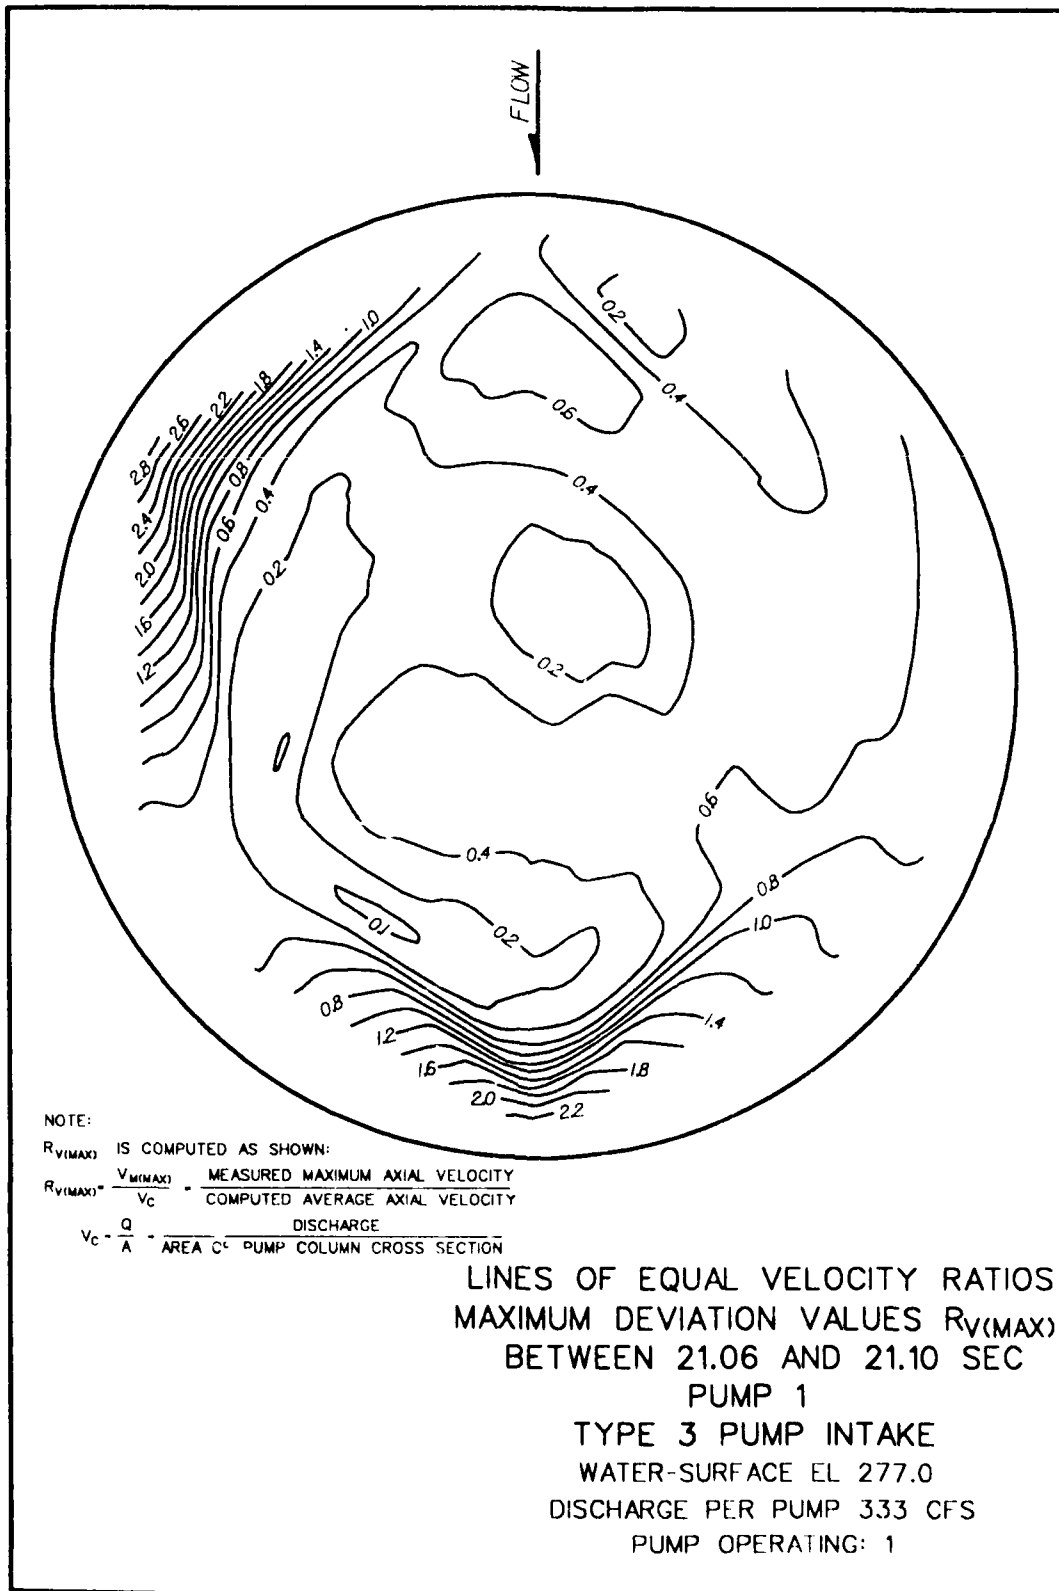 FLOW
0.2
1.0
1.4
1.8
2.2
2.6
2.8
0.4
0.6
0.8
0.4
0.4
2.4
0.6
2.0
0.2
1.6
0.2
1.2
0.6
0.4
0.8
0.1
0.2
1.0
0.8
1.4
1.2
1.6
1.8
2.0
2.2
NOTE:
RV(MAX) IS COMPUTED AS SHOWN:
RV(MAX) = VM(MAX) / VC = MEASURED MAXIMUM AXIAL VELOCITY / COMPUTED AVERAGE AXIAL VELOCITY
VC = Q / A = DISCHARGE / AREA OF PUMP COLUMN CROSS SECTION
LINES OF EQUAL VELOCITY RATIOS
MAXIMUM DEVIATION VALUES RV(MAX)
BETWEEN 21.06 AND 21.10 SEC
PUMP 1
TYPE 3 PUMP INTAKE
WATER-SURFACE EL 277.0
DISCHARGE PER PUMP 333 CFS
PUMP OPERATING: 1